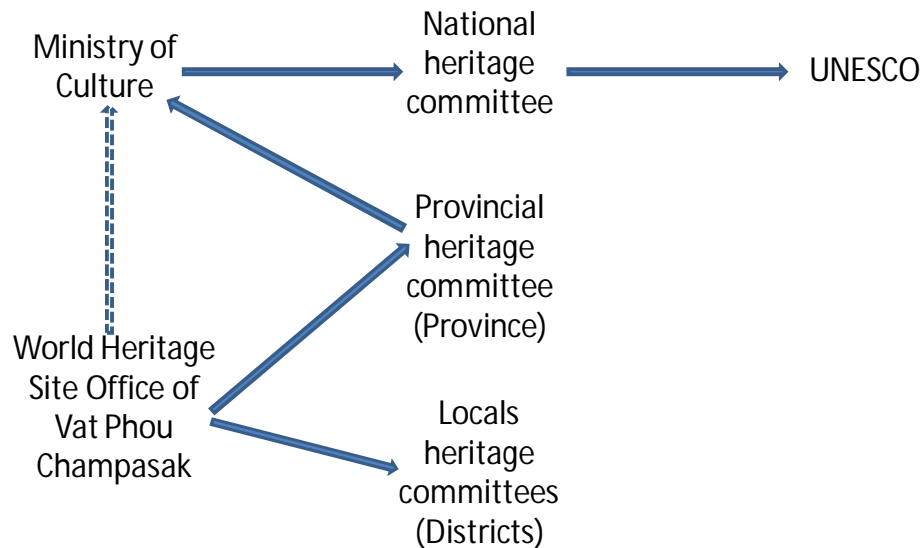 Ministry of
Culture
National
heritage
committee
UNESCO
Provincial
heritage
committee
(Province)
World Heritage
Site Office of
Vat Phou
Champasak
Locals
heritage
committees
(Districts)